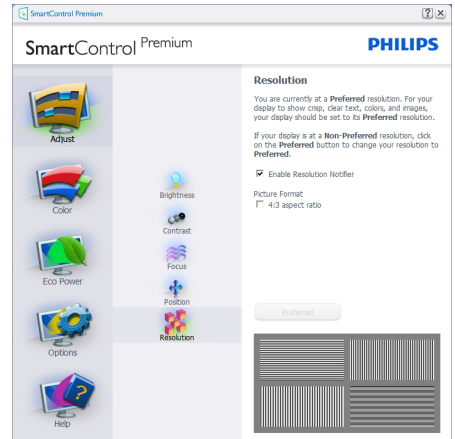 SmartControl Premium
SmartControl Premium
PHILIPS
Adjust
Color
Eco Power
Options
Help
Brightness
Contrast
Focus
Position
Resolution
Resolution
You are currently at a Preferred resolution. For your
display to show crisp, clear text, colors, and images,
your display should be set to its Preferred resolution.
If your display is at a Non-Preferred resolution, click
on the Preferred button to change your resolution to
Preferred.
Enable Resolution Notifier
Picture Format
4:3 aspect ratio
Preferred